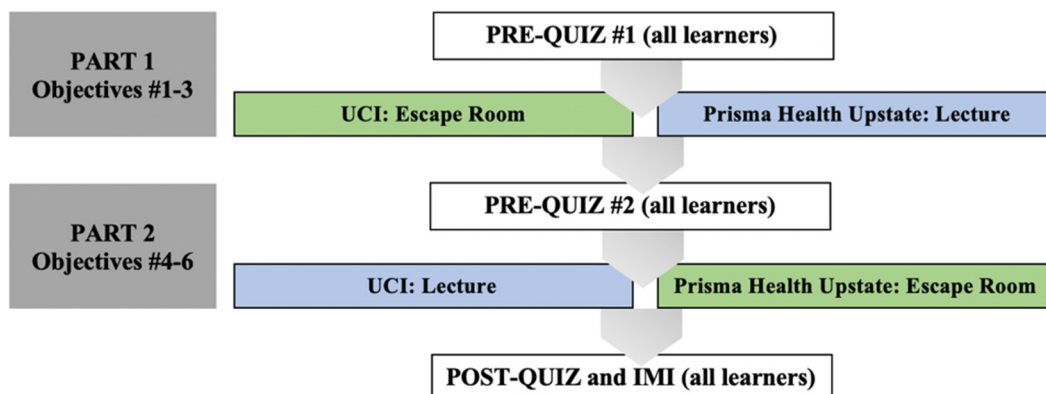 PRE-QUIZ #1 (all learners)
PART 1
Objectives #1-3
UCI: Escape Room
Prisma Health Upstate: Lecture
PRE-QUIZ #2 (all learners)
PART 2
Objectives #4-6
UCI: Lecture
Prisma Health Upstate: Escape Room
POST-QUIZ and IMI (all learners)